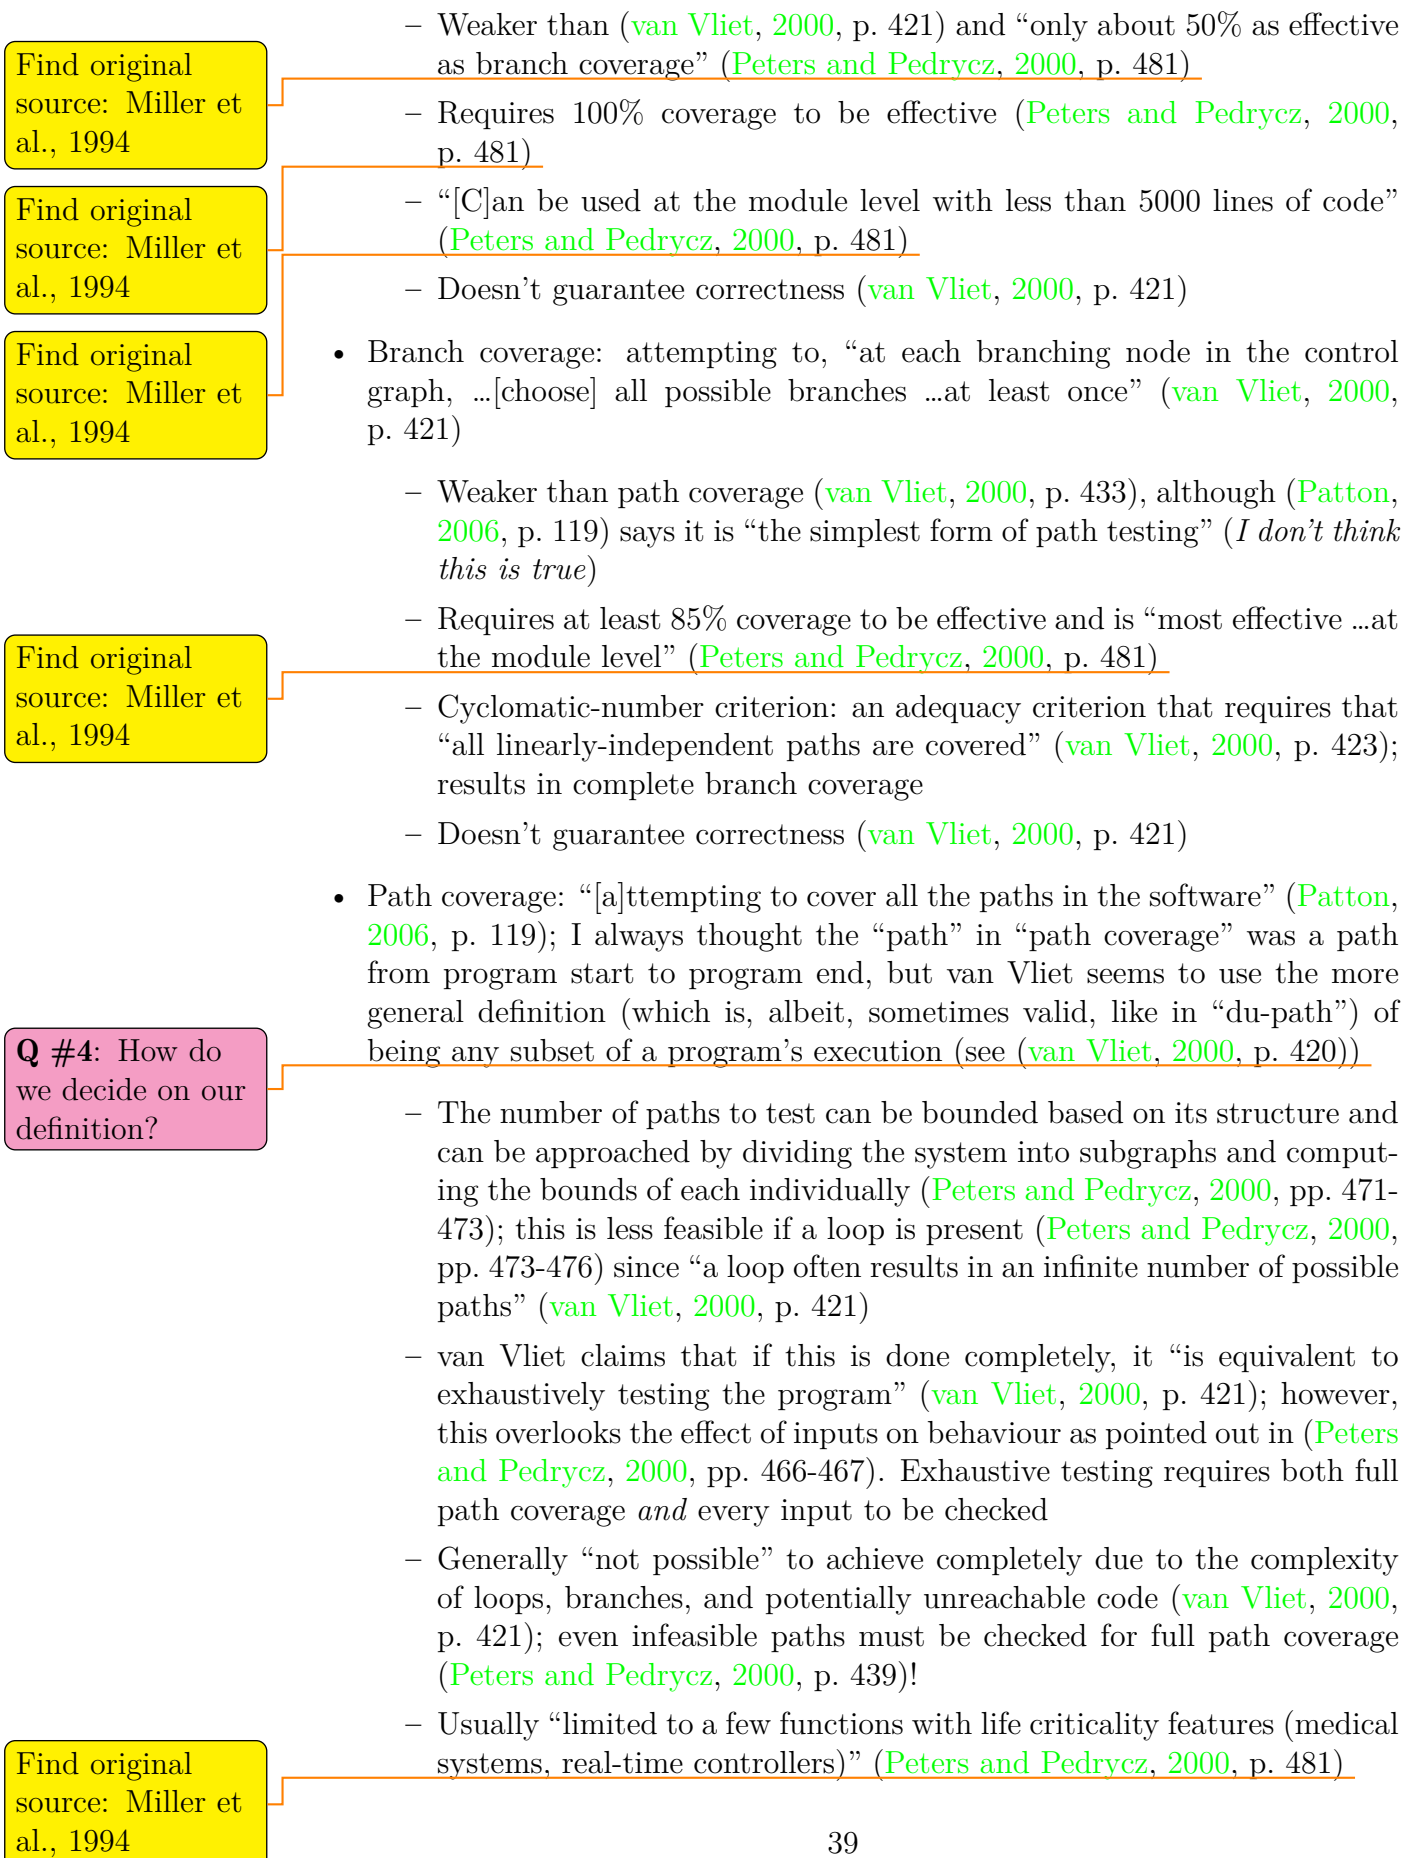 – Weaker than (van Vliet, 2000, p. 421) and “only about 50% as effective
as branch coverage” (Peters and Pedrycz, 2000, p. 481)
Find original
source: Miller et
al., 1994
– Requires 100% coverage to be effective (Peters and Pedrycz, 2000,
p. 481)
Find original
source: Miller et
al., 1994
– “[C]an be used at the module level with less than 5000 lines of code”
(Peters and Pedrycz, 2000, p. 481)
Find original
source: Miller et
al., 1994
– Doesn’t guarantee correctness (van Vliet, 2000, p. 421)
• Branch coverage: attempting to, “at each branching node in the control
graph, …[choose] all possible branches …at least once” (van Vliet, 2000,
p. 421)
– Weaker than path coverage (van Vliet, 2000, p. 433), although (Patton,
2006, p. 119) says it is “the simplest form of path testing” (I don’t think
this is true)
– Requires at least 85% coverage to be effective and is “most effective …at
the module level” (Peters and Pedrycz, 2000, p. 481)
Find original
source: Miller et
al., 1994
– Cyclomatic-number criterion: an adequacy criterion that requires that
“all linearly-independent paths are covered” (van Vliet, 2000, p. 423);
results in complete branch coverage
– Doesn’t guarantee correctness (van Vliet, 2000, p. 421)
• Path coverage: “[a]ttempting to cover all the paths in the software” (Patton,
2006, p. 119); I always thought the “path” in “path coverage” was a path
from program start to program end, but van Vliet seems to use the more
general definition (which is, albeit, sometimes valid, like in “du-path”) of
being any subset of a program’s execution (see (van Vliet, 2000, p. 420))
Q #4: How do
we decide on our
definition?
– The number of paths to test can be bounded based on its structure and
can be approached by dividing the system into subgraphs and comput-
ing the bounds of each individually (Peters and Pedrycz, 2000, pp. 471-
473); this is less feasible if a loop is present (Peters and Pedrycz, 2000,
pp. 473-476) since “a loop often results in an infinite number of possible
paths” (van Vliet, 2000, p. 421)
– van Vliet claims that if this is done completely, it “is equivalent to
exhaustively testing the program” (van Vliet, 2000, p. 421); however,
this overlooks the effect of inputs on behaviour as pointed out in (Peters
and Pedrycz, 2000, pp. 466-467). Exhaustive testing requires both full
path coverage and every input to be checked
– Generally “not possible” to achieve completely due to the complexity
of loops, branches, and potentially unreachable code (van Vliet, 2000,
p. 421); even infeasible paths must be checked for full path coverage
(Peters and Pedrycz, 2000, p. 439)!
– Usually “limited to a few functions with life criticality features (medical
systems, real-time controllers)” (Peters and Pedrycz, 2000, p. 481)
Find original
source: Miller et
al., 1994
39